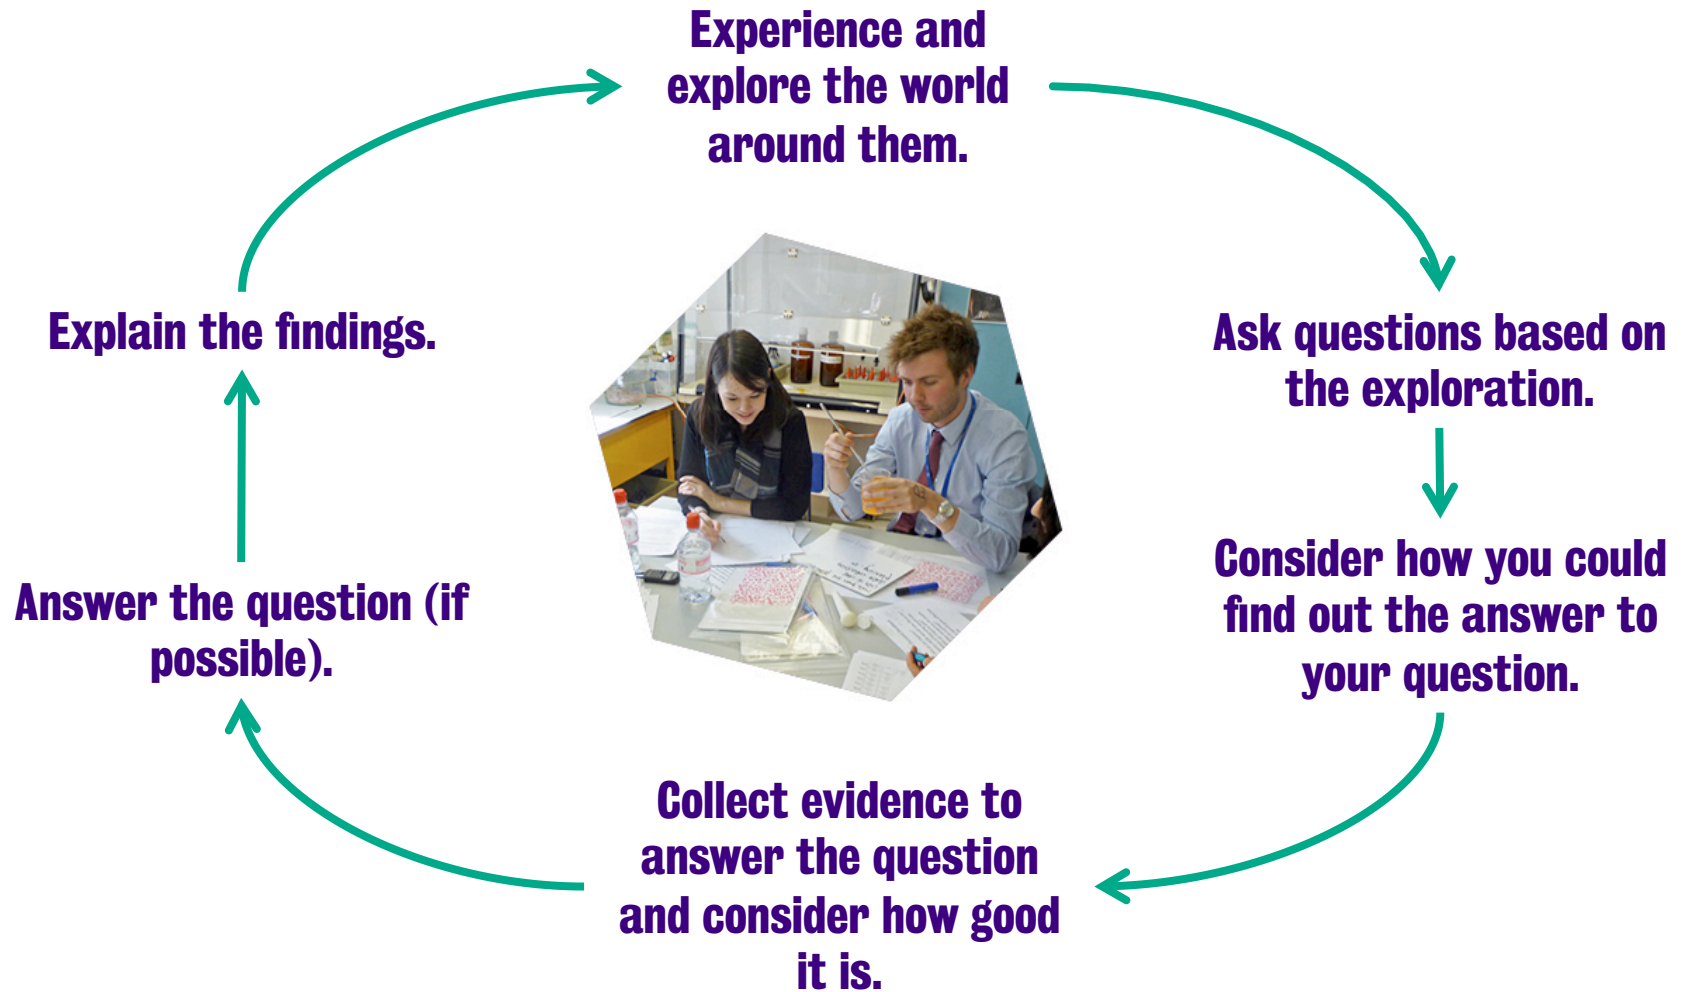 Experience and
explore the world
around them.
Ask questions based on
the exploration.
Consider how you could
find out the answer to
your question.
Collect evidence to
answer the question
and consider how good
it is.
Answer the question (if
possible).
Explain the findings.